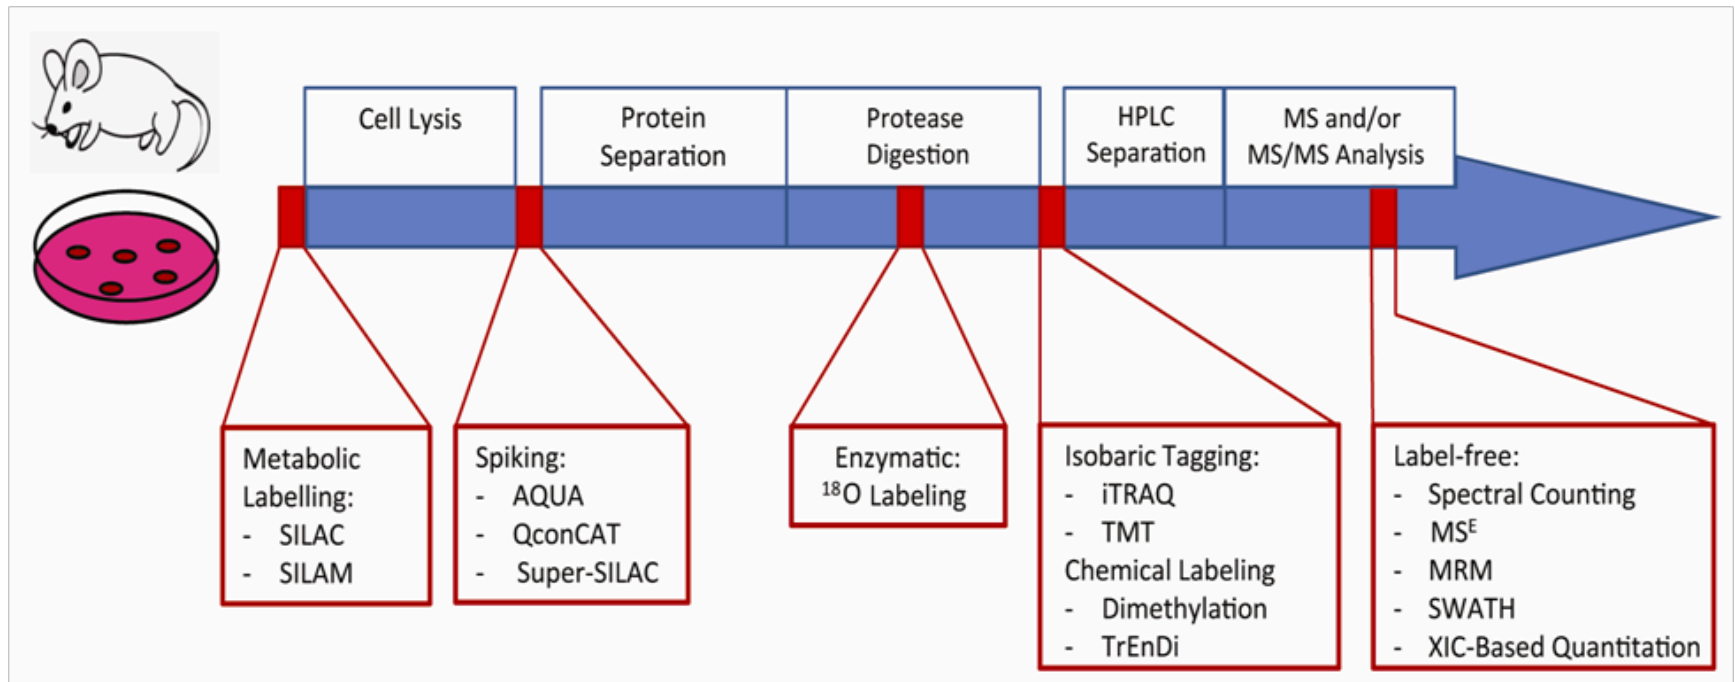 Cell Lysis
Protein
Separation
Protease
Digestion
HPLC
Separation
MS and/or
MS/MS Analysis
Metabolic
Labelling:
- SILAC
- SILAM
Spiking:
- AQUA
- QconCAT
- Super-SILAC
Enzymatic:
¹⁸O Labeling
Isobaric Tagging:
- iTRAQ
- TMT
Chemical Labeling
- Dimethylation
- TrEnDi
Label-free:
- Spectral Counting
- MSᴱ
- MRM
- SWATH
- XIC-Based Quantitation